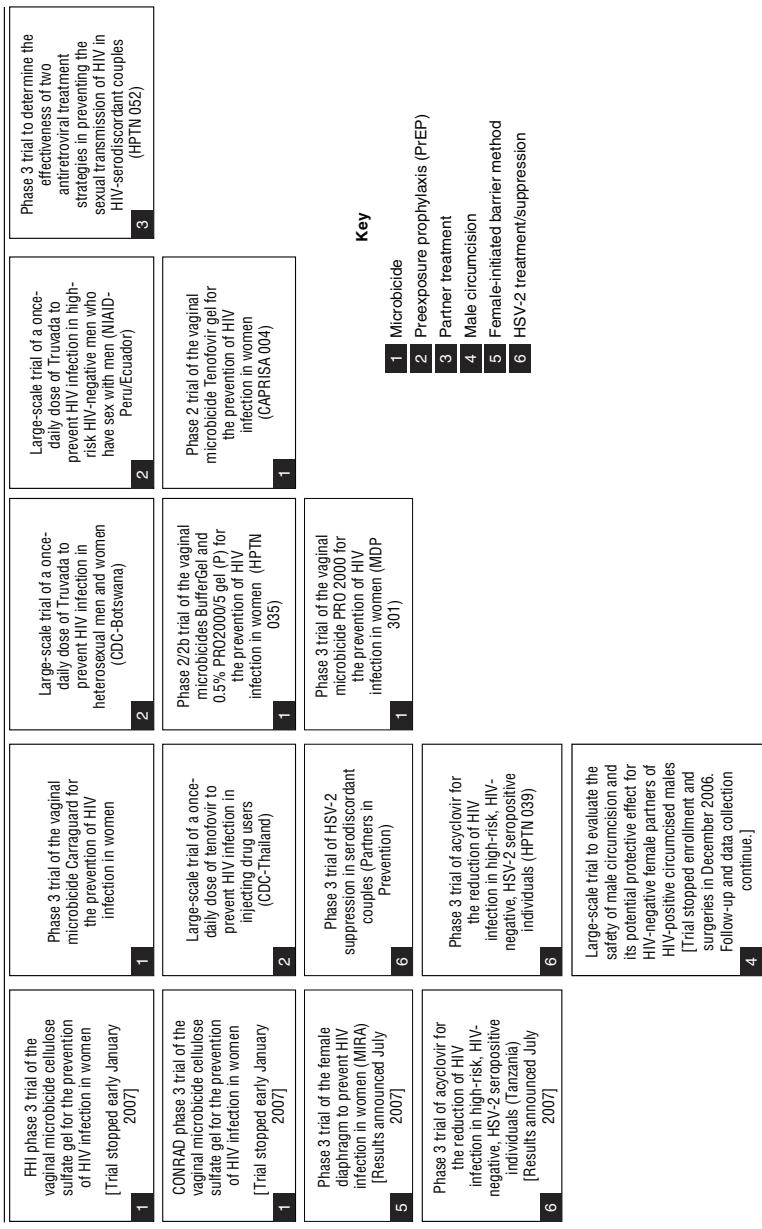 FHI phase 3 trial of the
vaginal microbicide cellulose
sulfate gel for the prevention
of HIV infection in women
[Trial stopped early January
2007]
1
CONRAD phase 3 trial of the
vaginal microbicide cellulose
sulfate gel for the prevention
of HIV infection in women
[Trial stopped early January
2007]
1
Phase 3 trial of the female
diaphragm to prevent HIV
infection in women (MIRA)
[Results announced July
2007]
5
Phase 3 trial of acyclovir for
the reduction of HIV
infection in high-risk, HIV-
negative, HSV-2 seropositive
individuals (Tanzania)
[Results announced July
2007]
6
Phase 3 trial of the vaginal
microbicide Carraguard for
the prevention of HIV
infection in women
1
Large-scale trial of a once-
daily dose of tenofovir to
prevent HIV infection in
injecting drug users
(CDC-Thailand)
2
Phase 3 trial of HSV-2
suppression in serodiscordant
couples (Partners in
Prevention)
6
Phase 3 trial of acyclovir for
the reduction of HIV
infection in high-risk, HIV-
negative, HSV-2 seropositive
individuals (HPTN 039)
6
Large-scale trial to evaluate the
safety of male circumcision and
its potential protective effect for
HIV-negative female partners of
HIV-positive circumcised males
[Trial stopped enrollment and
surgeries in December 2006.
Follow-up and data collection
continue.]
4
Large-scale trial of a once-
daily dose of Truvada to
prevent HIV infection in
heterosexual men and women
(CDC-Botswana)
2
Phase 2/2b trial of the vaginal
microbicides BufferGel and
0.5% PRO2000/5 gel (P) for
the prevention of HIV
infection in women (HPTN
035)
1
Phase 3 trial of the vaginal
microbicide PRO 2000 for
the prevention of HIV
infection in women (MDP
301)
1
Large-scale trial of a once-
daily dose of Truvada to
prevent HIV infection in high-
risk HIV-negative men who
have sex with men (NIAID-
Peru/Ecuador)
2
Phase 2 trial of the vaginal
microbicide Tenofovir gel for
the prevention of HIV
infection in women
(CAPRISA 004)
1
Phase 3 trial to determine the
effectiveness of two
antiretroviral treatment
strategies in preventing the
sexual transmission of HIV in
HIV-serodiscordant couples
(HPTN 052)
3
Key
1 Microbicide
2 Preexposure prophylaxis (PrEP)
3 Partner treatment
4 Male circumcision
5 Female-initiated barrier method
6 HSV-2 treatment/suppression